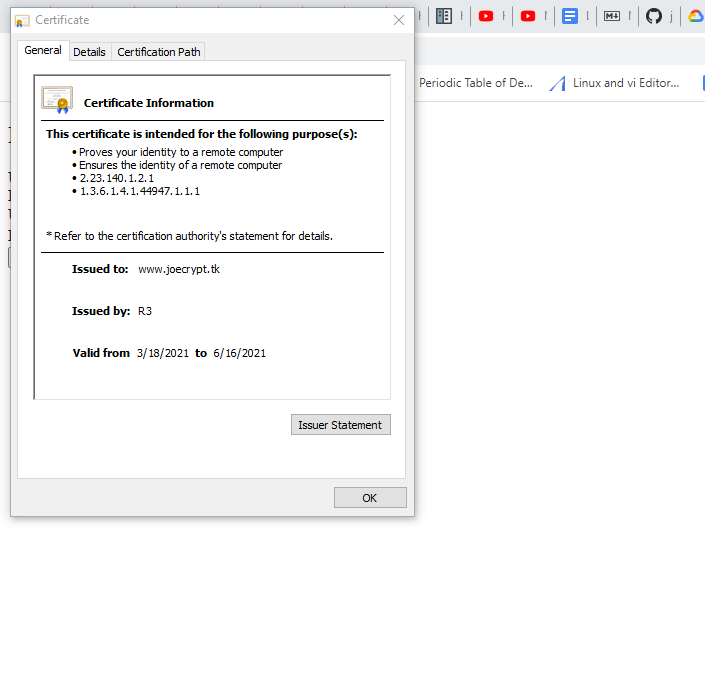 Certificate
General
Details
Certification Path
Periodic Table of De...
Linux and vi Editor...
Certificate Information
This certificate is intended for the following purpose(s):
• Proves your identity to a remote computer
• Ensures the identity of a remote computer
• 2.23.140.1.2.1
• 1.3.6.1.4.1.44947.1.1.1
* Refer to the certification authority's statement for details.
Issued to: www.joecrypt.tk
Issued by: R3
Valid from 3/18/2021 to 6/16/2021
Issuer Statement
OK